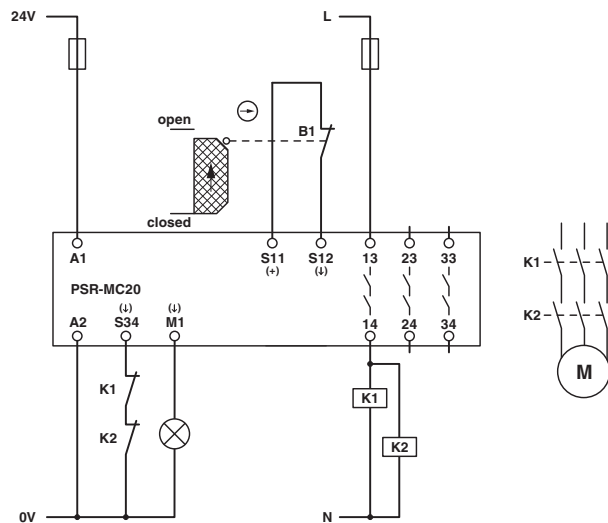 24V L
open
B1
closed
A1 S11 S12 13 23 33
(+) (↓)
K1
PSR-MC20
(↓) (↓)
A2 S34 M1 14 24 34
K2
M
K1
K1
K2
K2
0V N